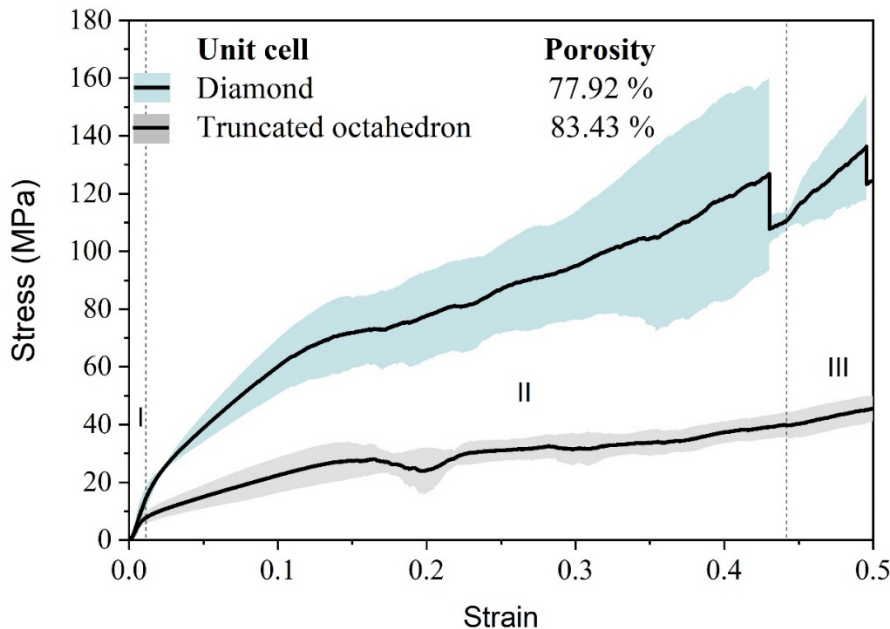 180
160
140
120
100
80
60
40
20
0
Stress (MPa)
Unit cell Porosity
Diamond 77.92 %
Truncated octahedron 83.43 %
I
II
III
0.0 0.1 0.2 0.3 0.4 0.5
Strain